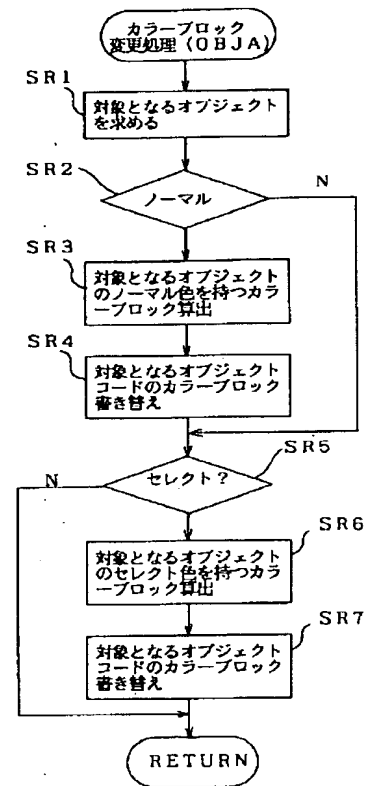 カラーブロック
変更処理(OBJA)
SR1
対象となるオブジェクト
を求める
SR2
ノーマル
N
SR3
対象となるオブジェクト
のノーマル色を持つカラ
ーブロック算出
SR4
対象となるオブジェクト
コードのカラーブロック
書き替え
SR5
セレクト?
N
SR6
対象となるオブジェクト
のセレクト色を持つカラ
ーブロック算出
SR7
対象となるオブジェクト
コードのカラーブロック
書き替え
RETURN